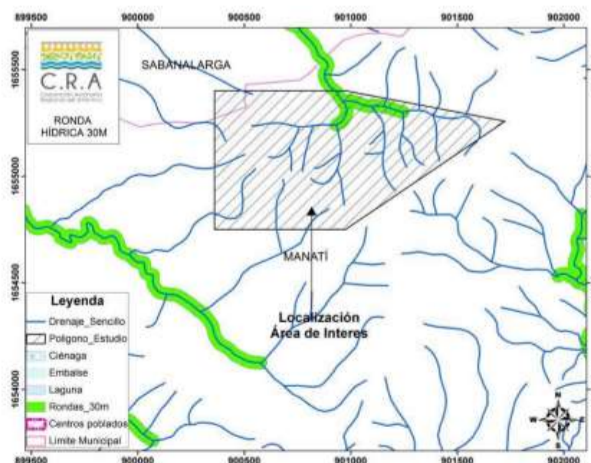 899500 900000 900500 901000 901500 902000
1655500
1655000
1654500
1654000
C.R.A
RONDA
HÍDRICA 30M
SABANALARGA
MANATÍ
Localización
Área de Interes
Leyenda
Drenaje_Sencillo
Poligono_Estudio
Ciénaga
Embalse
Laguna
Rondas_30m
Centros poblados
Limite Municipal
N
W E
S
899500 900000 900500 901000 901500 902000